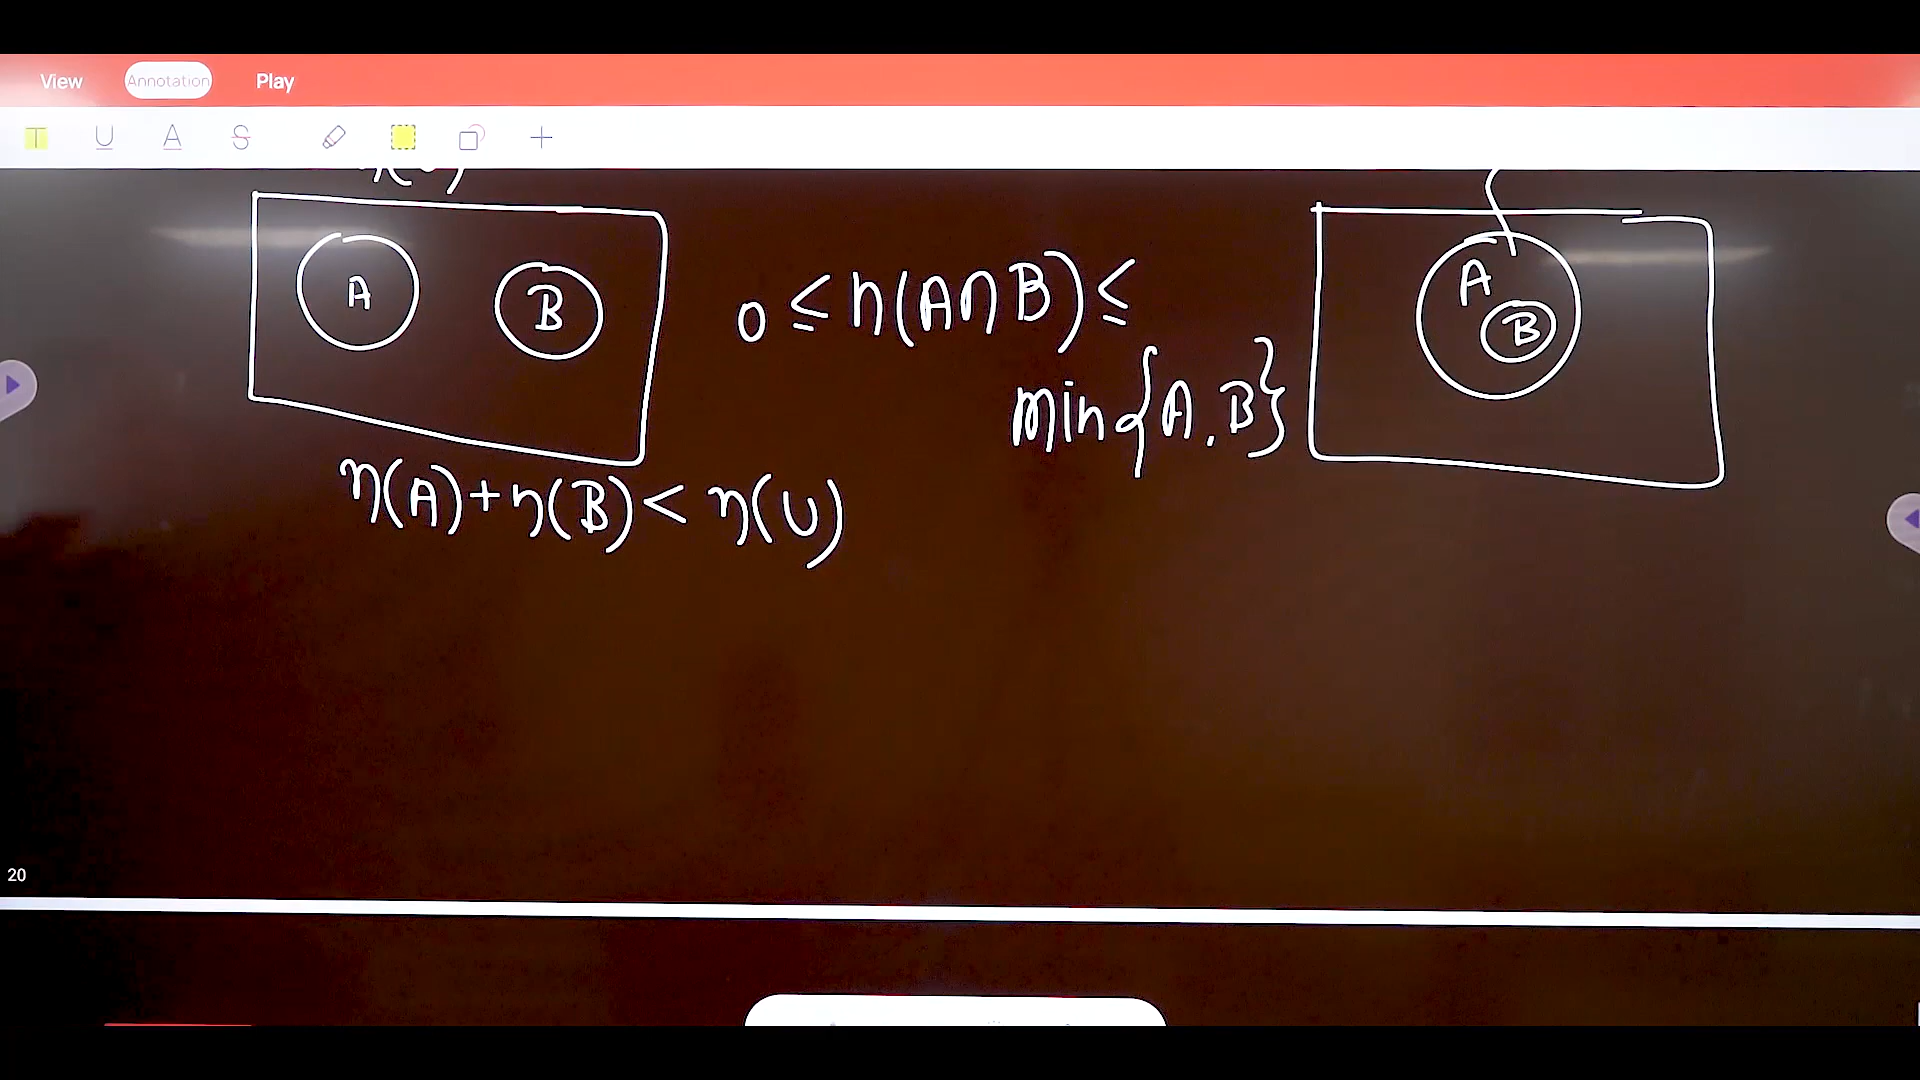 View Annotation Play
T U A S
A
B
0 ≤ η(A∩B) ≤
min{A, B}
A
B
η(A)+η(B) < η(U)
20